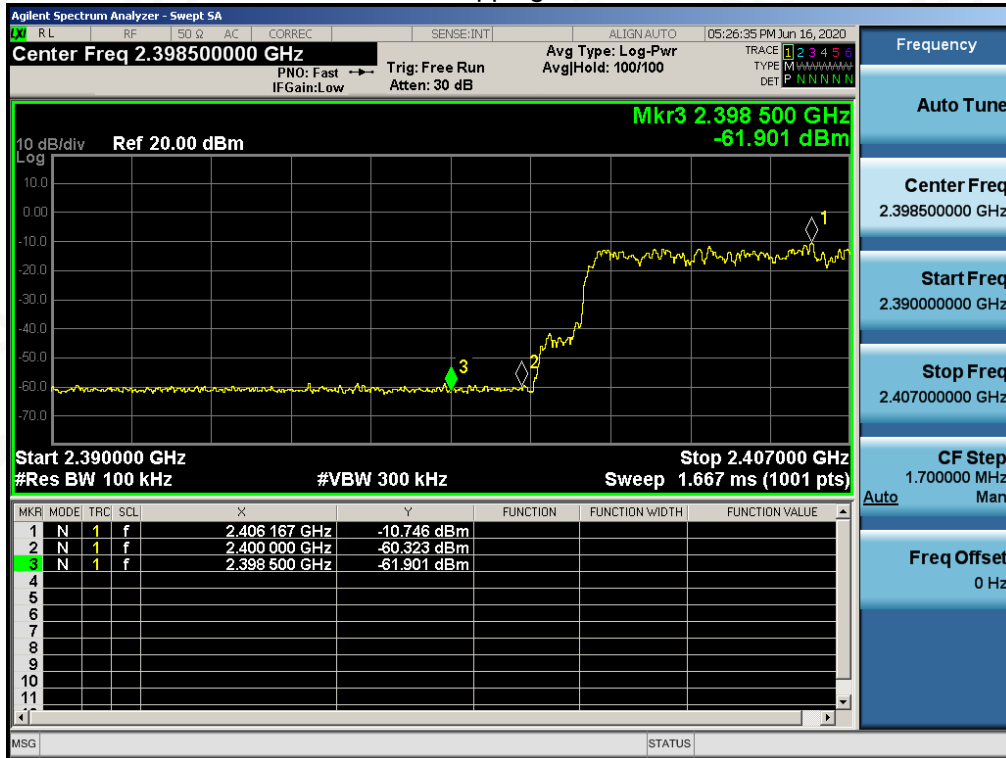 Agilent Spectrum Analyzer - Swept SA
LXI RL RF 50 Ω AC CORREC SENSE:INT ALIGN AUTO 05:26:35 PM Jun 16, 2020
Center Freq 2.398500000 GHz
PNO: Fast
IFGain:Low
Trig: Free Run
Atten: 30 dB
Avg Type: Log-Pwr
Avg|Hold: 100/100
TRACE 1 2 3 4 5 6
TYPE M
DET P N N N N N
Mkr3 2.398 500 GHz
-61.901 dBm
10 dB/div Ref 20.00 dBm
Log
10.0
0.00
-10.0
-20.0
-30.0
-40.0
-50.0
-60.0
-70.0
1
2
3
Start 2.390000 GHz Stop 2.407000 GHz
#Res BW 100 kHz #VBW 300 kHz Sweep 1.667 ms (1001 pts)
MKR MODE TRC SCL X Y FUNCTION FUNCTION WIDTH FUNCTION VALUE
1 N 1 f 2.406 167 GHz -10.746 dBm
2 N 1 f 2.400 000 GHz -60.323 dBm
3 N 1 f 2.398 500 GHz -61.901 dBm
4
5
6
7
8
9
10
11
MSG STATUS
Frequency
Auto Tune
Center Freq
2.398500000 GHz
Start Freq
2.390000000 GHz
Stop Freq
2.407000000 GHz
CF Step
1.700000 MHz
Auto Man
Freq Offset
0 Hz